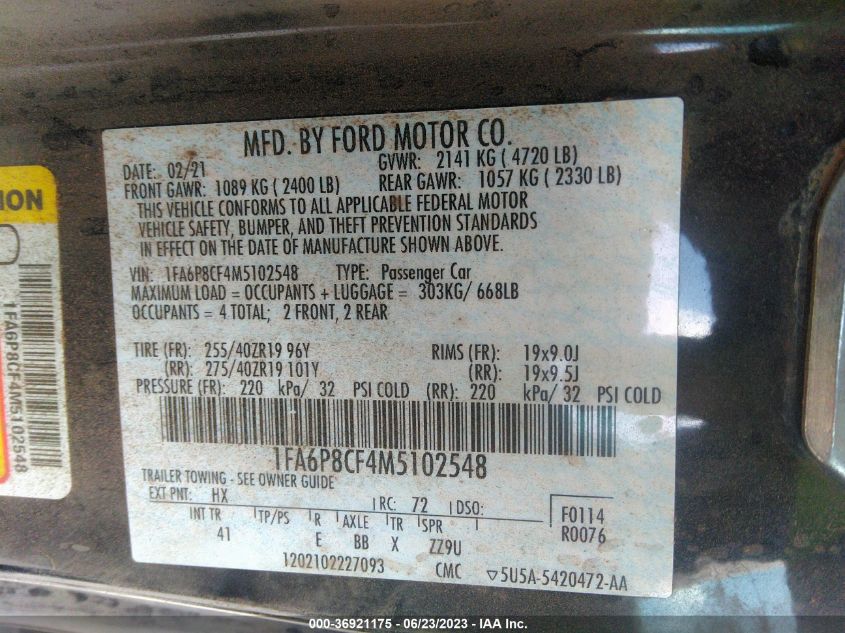 MFD. BY FORD MOTOR CO.
DATE: 02/21 GVWR: 2141 KG ( 4720 LB)
FRONT GAWR: 1089 KG ( 2400 LB) REAR GAWR: 1057 KG ( 2330 LB)
THIS VEHICLE CONFORMS TO ALL APPLICABLE FEDERAL MOTOR
VEHICLE SAFETY, BUMPER, AND THEFT PREVENTION STANDARDS
IN EFFECT ON THE DATE OF MANUFACTURE SHOWN ABOVE.
VIN: 1FA6P8CF4M5102548 TYPE: Passenger Car
MAXIMUM LOAD = OCCUPANTS + LUGGAGE = 303KG/ 668LB
OCCUPANTS = 4 TOTAL; 2 FRONT, 2 REAR
TIRE (FR): 255/40ZR19 96Y RIMS (FR): 19x9.0J
(RR): 275/40ZR19 101Y (RR): 19x9.5J
PRESSURE (FR): 220 kPa/ 32 PSI COLD (RR): 220 kPa/ 32 PSI COLD
1FA6P8CF4M5102548
TRAILER TOWING - SEE OWNER GUIDE
EXT PNT: HX RC: 72 DSO: F0114
INT TR TP/PS R AXLE TR SPR R0076
41 E BB X ZZ9U
1202102227093 CMC ▽5U5A-5420472-AA
ION
1FA6P8CF4M5102548
000-36921175 - 06/23/2023 - IAA Inc.